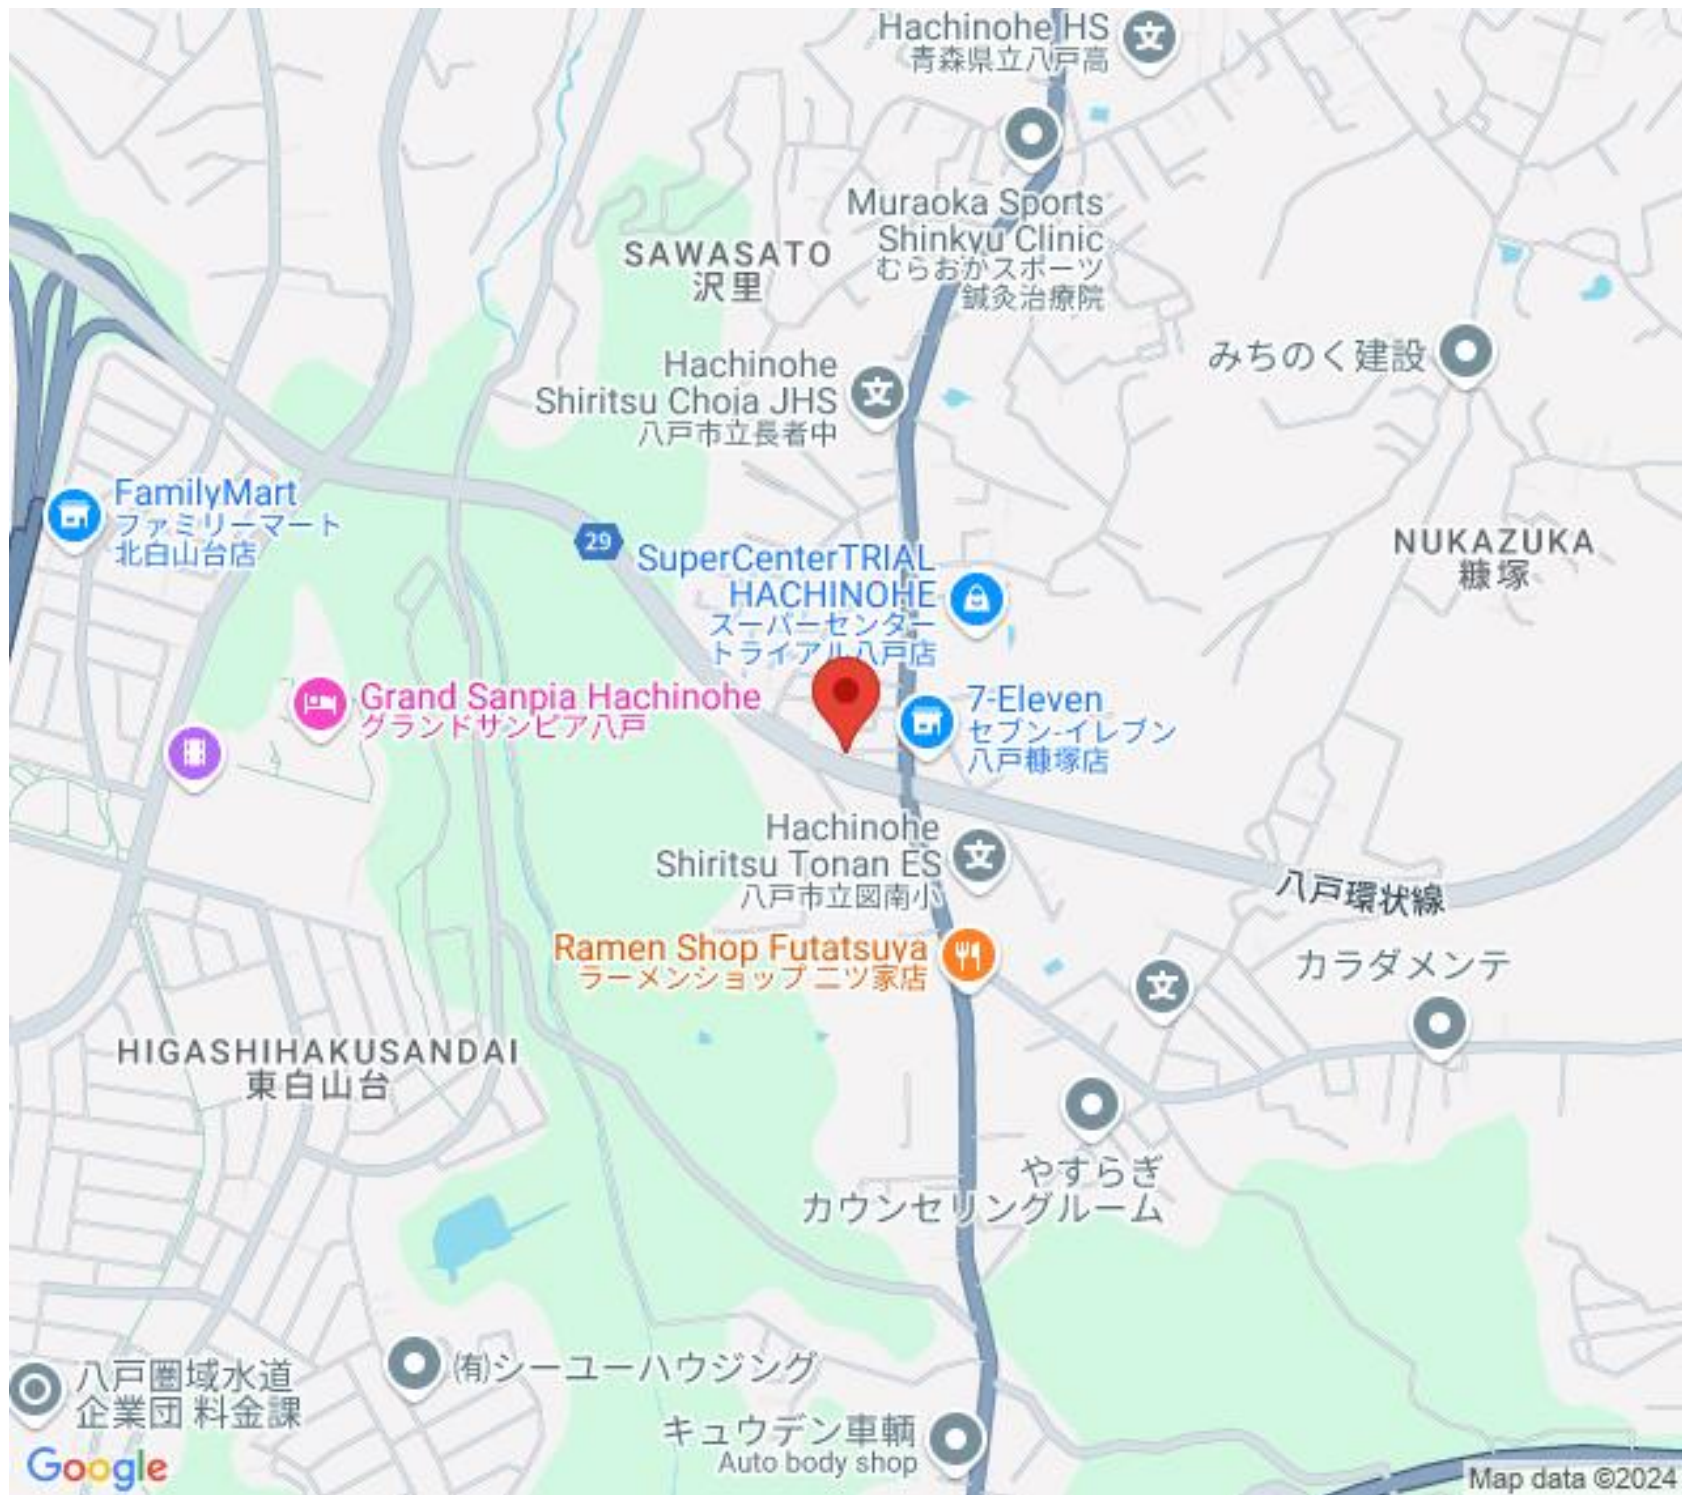 Hachinohe HS
青森県立八戸高
Muraoka Sports
Shinkyu Clinic
むらおかスポーツ
鍼灸治療院
SAWASATO
沢里
みちのく建設
Hachinohe
Shiritsu Choja JHS
八戸市立長者中
FamilyMart
ファミリーマート
北白山台店
29
SuperCenterTRIAL
HACHINOHE
スーパーセンター
トライアル八戸店
NUKAZUKA
糠塚
Grand Sanpia Hachinohe
グランドサンピア八戸
7-Eleven
セブン-イレブン
八戸糠塚店
Hachinohe
Shiritsu Tonan ES
八戸市立図南小
八戸環状線
Ramen Shop Futatsuya
ラーメンショップ 二ツ家店
文
カラダメンテ
HIGASHIHAKUSANDAI
東白山台
やすらぎ
カウンセリングルーム
八戸圏域水道
企業団 料金課
㈲シーユーハウジング
キュウデン車輌
Auto body shop
Google
Map data ©2024